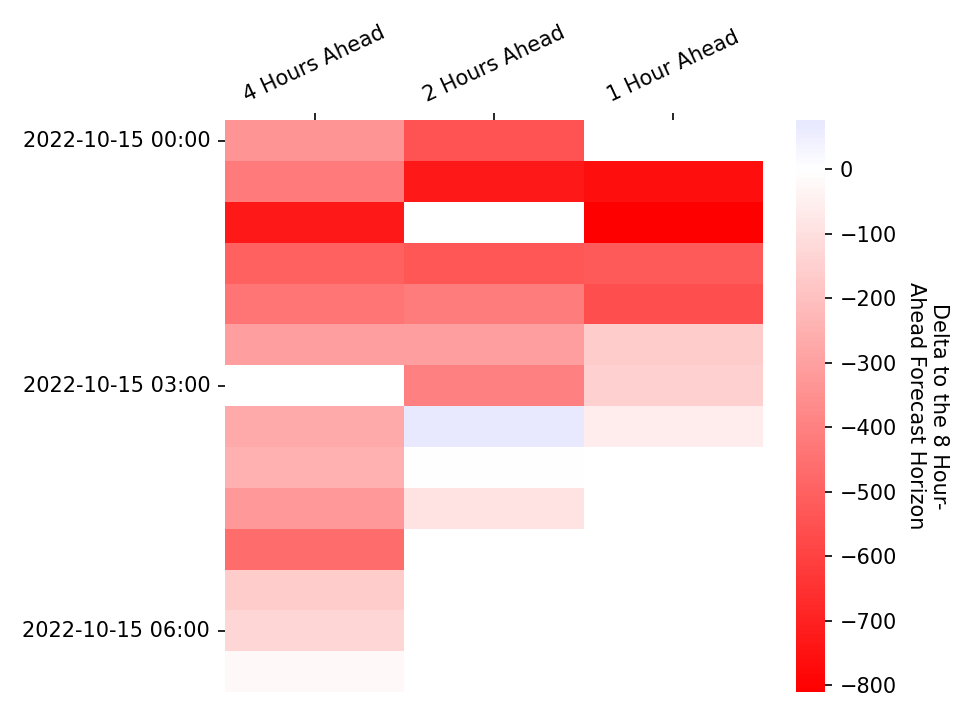 4 Hours Ahead
2 Hours Ahead
1 Hour Ahead
2022-10-15 00:00
2022-10-15 03:00
2022-10-15 06:00
0
−100
−200
−300
−400
−500
−600
−700
−800
Delta to the 8 Hour-
Ahead Forecast Horizon